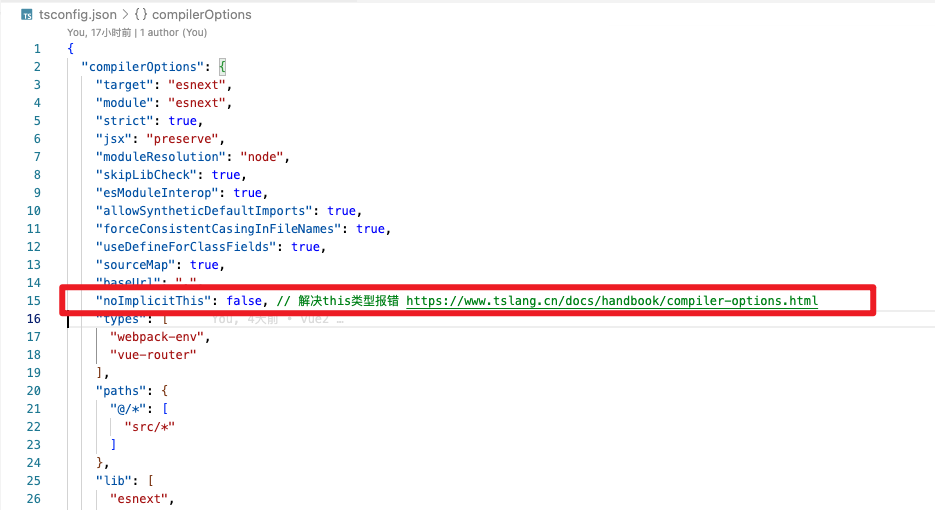 TS tsconfig.json > {} compilerOptions
You, 17小时前 | 1 author (You)
1 {
2 "compilerOptions": {
3 "target": "esnext",
4 "module": "esnext",
5 "strict": true,
6 "jsx": "preserve",
7 "moduleResolution": "node",
8 "skipLibCheck": true,
9 "esModuleInterop": true,
10 "allowSyntheticDefaultImports": true,
11 "forceConsistentCasingInFileNames": true,
12 "useDefineForClassFields": true,
13 "sourceMap": true,
14 "baseUrl": "."
15 "noImplicitThis": false, // 解决this类型报错 https://www.tslang.cn/docs/handbook/compiler-options.html
16 "types": [ You, 4天前 • vue2 …
17 "webpack-env",
18 "vue-router"
19 ],
20 "paths": {
21 "@/*": [
22 "src/*"
23 ]
24 },
25 "lib": [
26 "esnext",